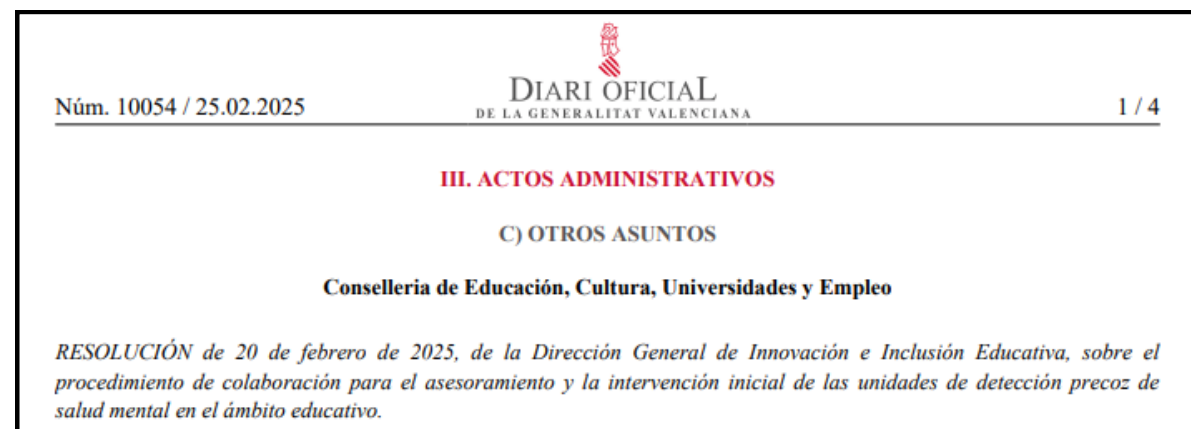 DIARI OFICIAL
DE LA GENERALITAT VALENCIANA
Núm. 10054 / 25.02.2025
1 / 4
III. ACTOS ADMINISTRATIVOS
C) OTROS ASUNTOS
Conselleria de Educación, Cultura, Universidades y Empleo
RESOLUCIÓN de 20 de febrero de 2025, de la Dirección General de Innovación e Inclusión Educativa, sobre el
procedimiento de colaboración para el asesoramiento y la intervención inicial de las unidades de detección precoz de
salud mental en el ámbito educativo.